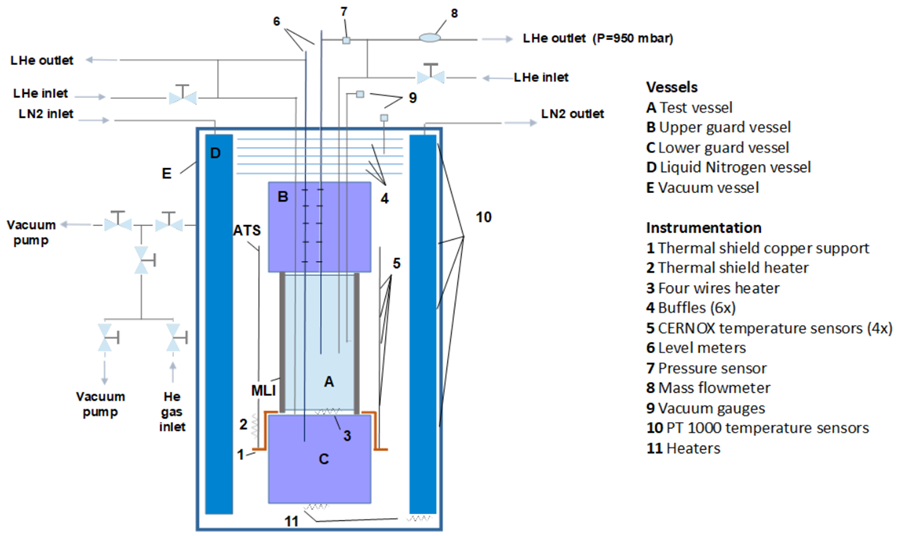 6
7
8
LHe outlet (P=950 mbar)
LHe outlet
LHe inlet
LHe inlet
9
LN2 inlet
LN2 outlet
D
E
B
4
10
ATS
Vacuum
pump
5
MLI
A
2
3
1
C
11
Vacuum
pump
He
gas
inlet
Vessels
A Test vessel
B Upper guard vessel
C Lower guard vessel
D Liquid Nitrogen vessel
E Vacuum vessel
Instrumentation
1 Thermal shield copper support
2 Thermal shield heater
3 Four wires heater
4 Buffles (6x)
5 CERNOX temperature sensors (4x)
6 Level meters
7 Pressure sensor
8 Mass flowmeter
9 Vacuum gauges
10 PT 1000 temperature sensors
11 Heaters